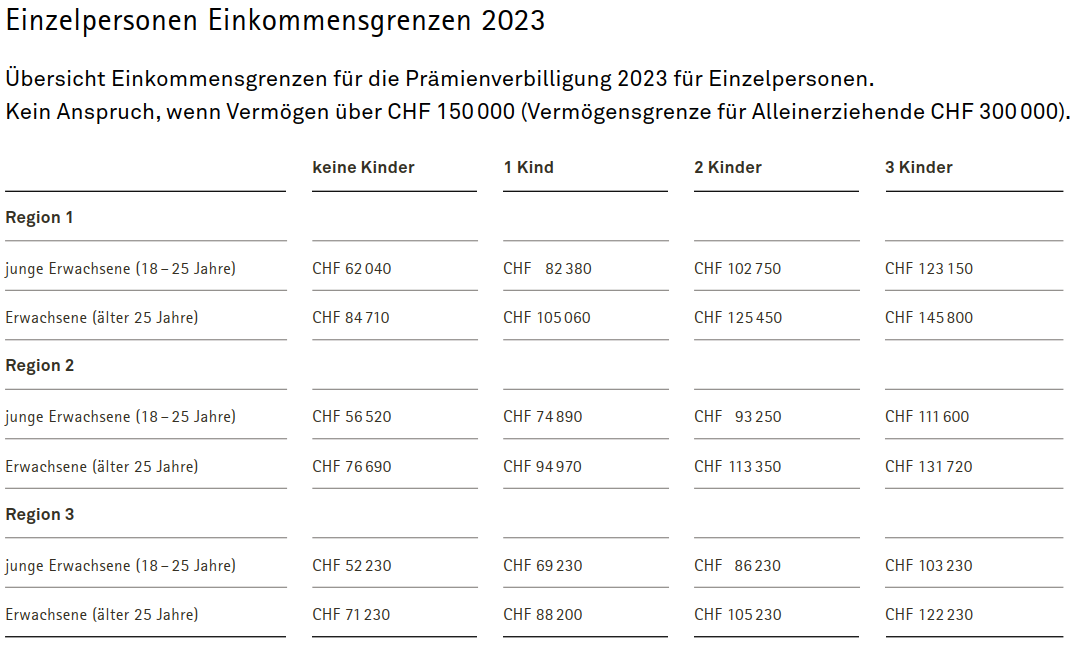 Einzelpersonen Einkommensgrenzen 2023
Übersicht Einkommensgrenzen für die Prämienverbilligung 2023 für Einzelpersonen.
Kein Anspruch, wenn Vermögen über CHF 150 000 (Vermögensgrenze für Alleinerziehende CHF 300 000).
keine Kinder 1 Kind 2 Kinder 3 Kinder
Region 1
junge Erwachsene (18 – 25 Jahre) CHF 62 040 CHF 82 380 CHF 102 750 CHF 123 150
Erwachsene (älter 25 Jahre) CHF 84 710 CHF 105 060 CHF 125 450 CHF 145 800
Region 2
junge Erwachsene (18 – 25 Jahre) CHF 56 520 CHF 74 890 CHF 93 250 CHF 111 600
Erwachsene (älter 25 Jahre) CHF 76 690 CHF 94 970 CHF 113 350 CHF 131 720
Region 3
junge Erwachsene (18 – 25 Jahre) CHF 52 230 CHF 69 230 CHF 86 230 CHF 103 230
Erwachsene (älter 25 Jahre) CHF 71 230 CHF 88 200 CHF 105 230 CHF 122 230